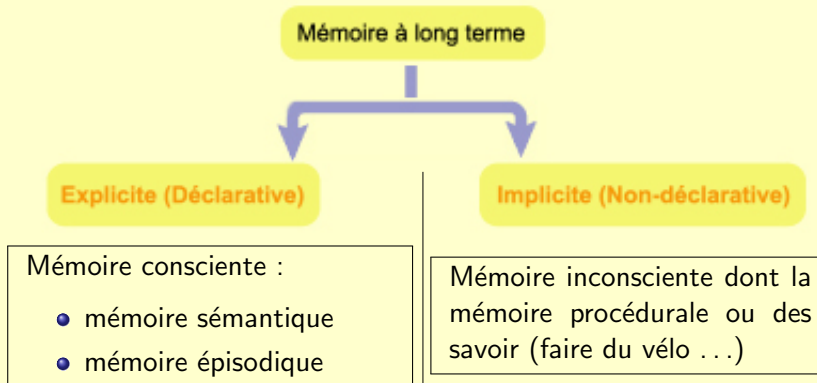 Mémoire à long terme
Explicite (Déclarative)
Implicite (Non-déclarative)
Mémoire consciente :
mémoire sémantique
mémoire épisodique
Mémoire inconsciente dont la
mémoire procédurale ou des
savoir (faire du vélo ...)